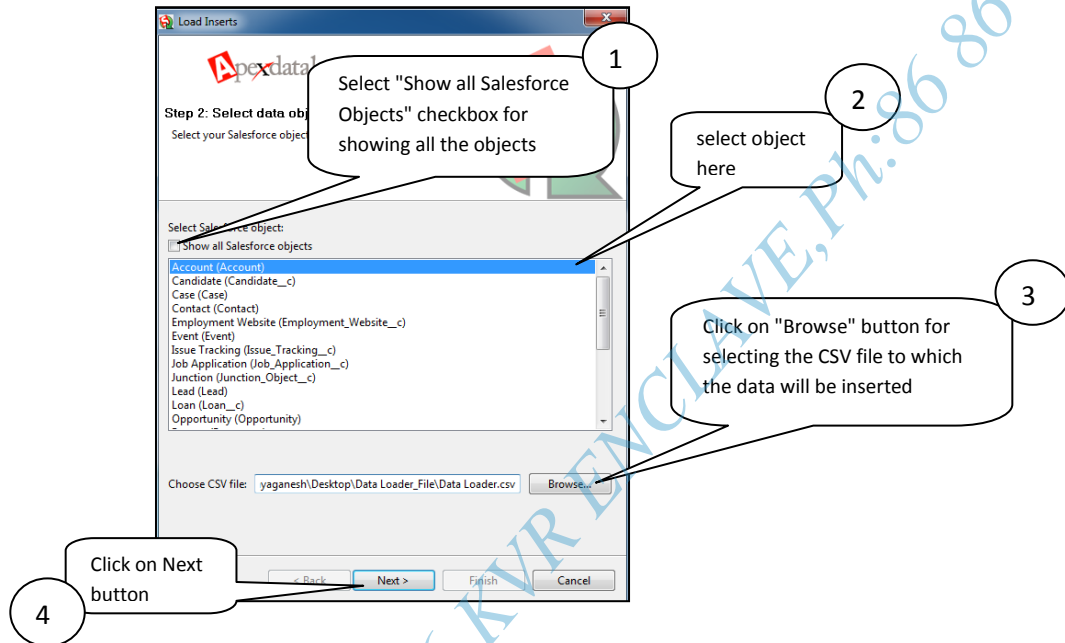 Load Inserts
Apexdatal
1
Select "Show all Salesforce
Objects" checkbox for
showing all the objects
Step 2: Select data obj
Select your Salesforce object
2
select object
here
Select Salesforce object:
Show all Salesforce objects
Account (Account)
Candidate (Candidate__c)
Case (Case)
Contact (Contact)
Employment Website (Employment_Website__c)
Event (Event)
Issue Tracking (Issue_Tracking__c)
Job Application (Job_Application__c)
Junction (Junction_Object__c)
Lead (Lead)
Loan (Loan__c)
Opportunity (Opportunity)
3
Click on "Browse" button for
selecting the CSV file to which
the data will be inserted
Choose CSV file: yaganesh\Desktop\Data Loader_File\Data Loader.csv Browse...
Click on Next
button
4
< Back Next > Finish Cancel
KVR ENCLAVE,Ph:86 86